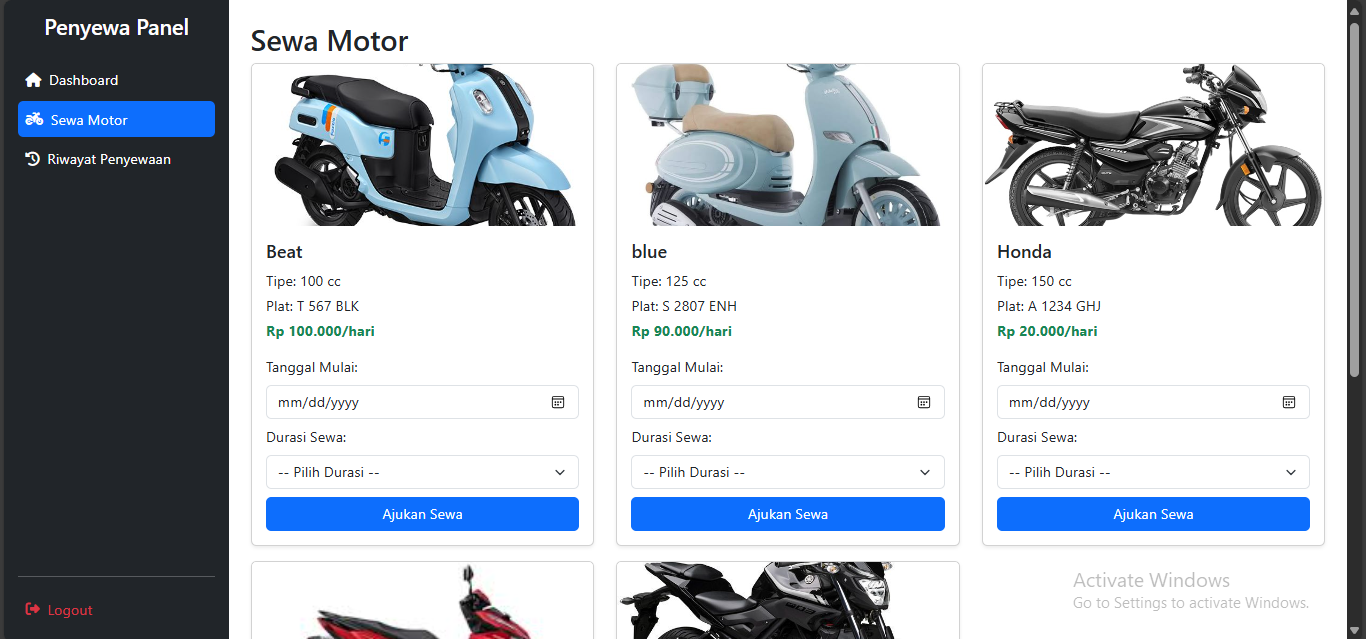 Penyewa Panel
Dashboard
Sewa Motor
Riwayat Penyewaan
Logout
Sewa Motor
Beat
Tipe: 100 cc
Plat: T 567 BLK
Rp 100.000/hari
Tanggal Mulai:
mm/dd/yyyy
Durasi Sewa:
-- Pilih Durasi --
Ajukan Sewa
blue
Tipe: 125 cc
Plat: S 2807 ENH
Rp 90.000/hari
Tanggal Mulai:
mm/dd/yyyy
Durasi Sewa:
-- Pilih Durasi --
Ajukan Sewa
Honda
Tipe: 150 cc
Plat: A 1234 GHJ
Rp 20.000/hari
Tanggal Mulai:
mm/dd/yyyy
Durasi Sewa:
-- Pilih Durasi --
Ajukan Sewa
Activate Windows
Go to Settings to activate Windows.